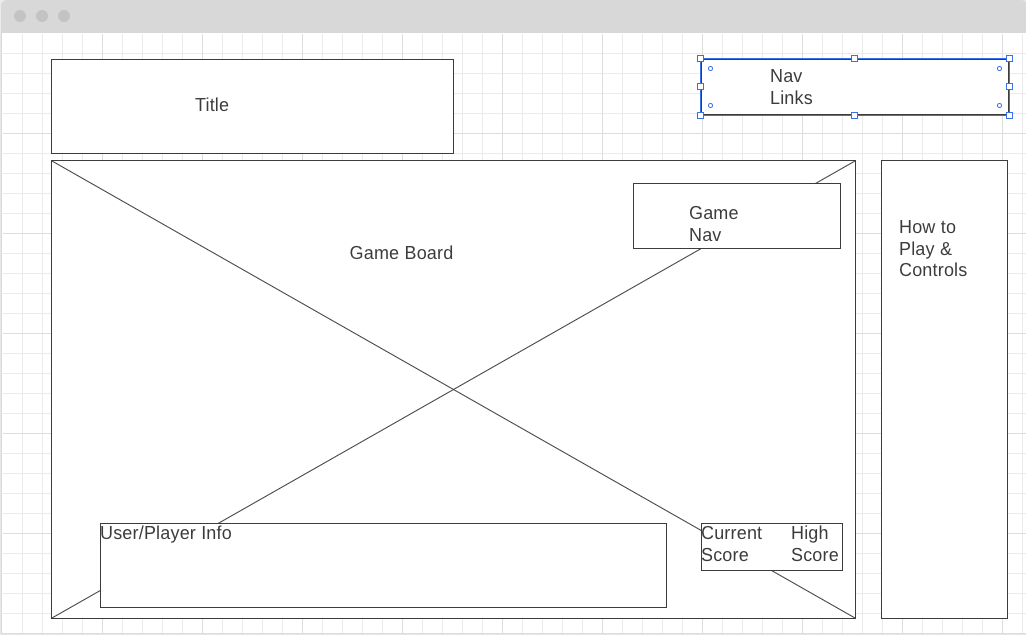 Title
Nav
Links
Game Board
Game
Nav
How to
Play &
Controls
User/Player Info
Current
Score
High
Score